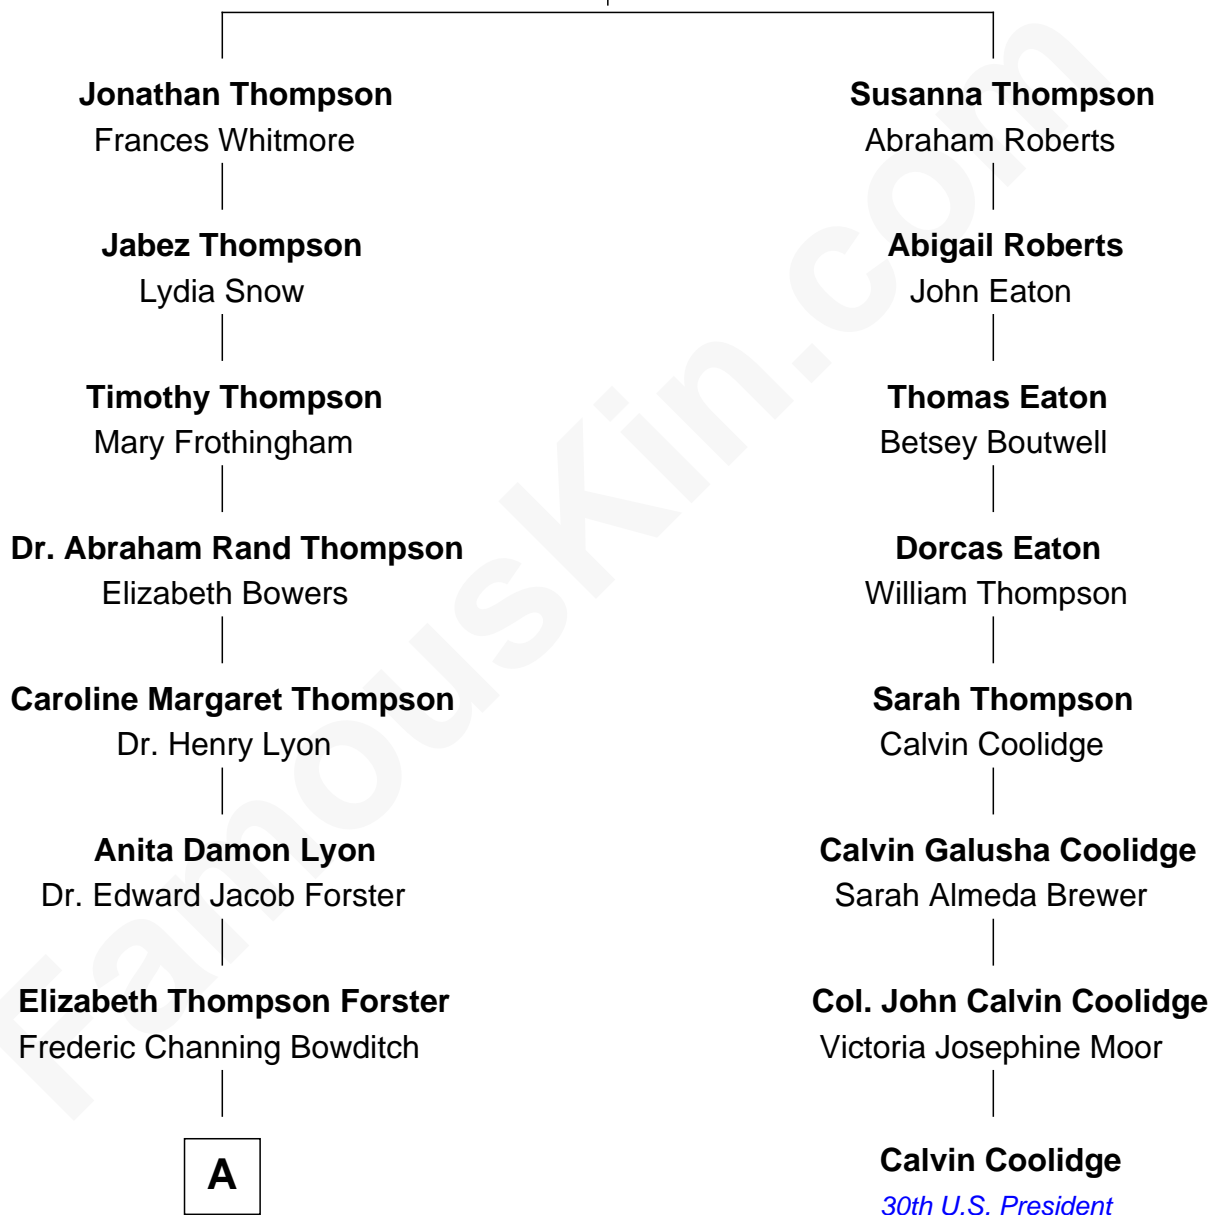 Jonathan Thompson
Frances Whitmore
Jabez Thompson
Lydia Snow
Timothy Thompson
Mary Frothingham
Dr. Abraham Rand Thompson
Elizabeth Bowers
Caroline Margaret Thompson
Dr. Henry Lyon
Anita Damon Lyon
Dr. Edward Jacob Forster
Elizabeth Thompson Forster
Frederic Channing Bowditch
A
Susanna Thompson
Abraham Roberts
Abigail Roberts
John Eaton
Thomas Eaton
Betsey Boutwell
Dorcas Eaton
William Thompson
Sarah Thompson
Calvin Coolidge
Calvin Galusha Coolidge
Sarah Almeda Brewer
Col. John Calvin Coolidge
Victoria Josephine Moor
Calvin Coolidge
30th U.S. President
FamousKin.com